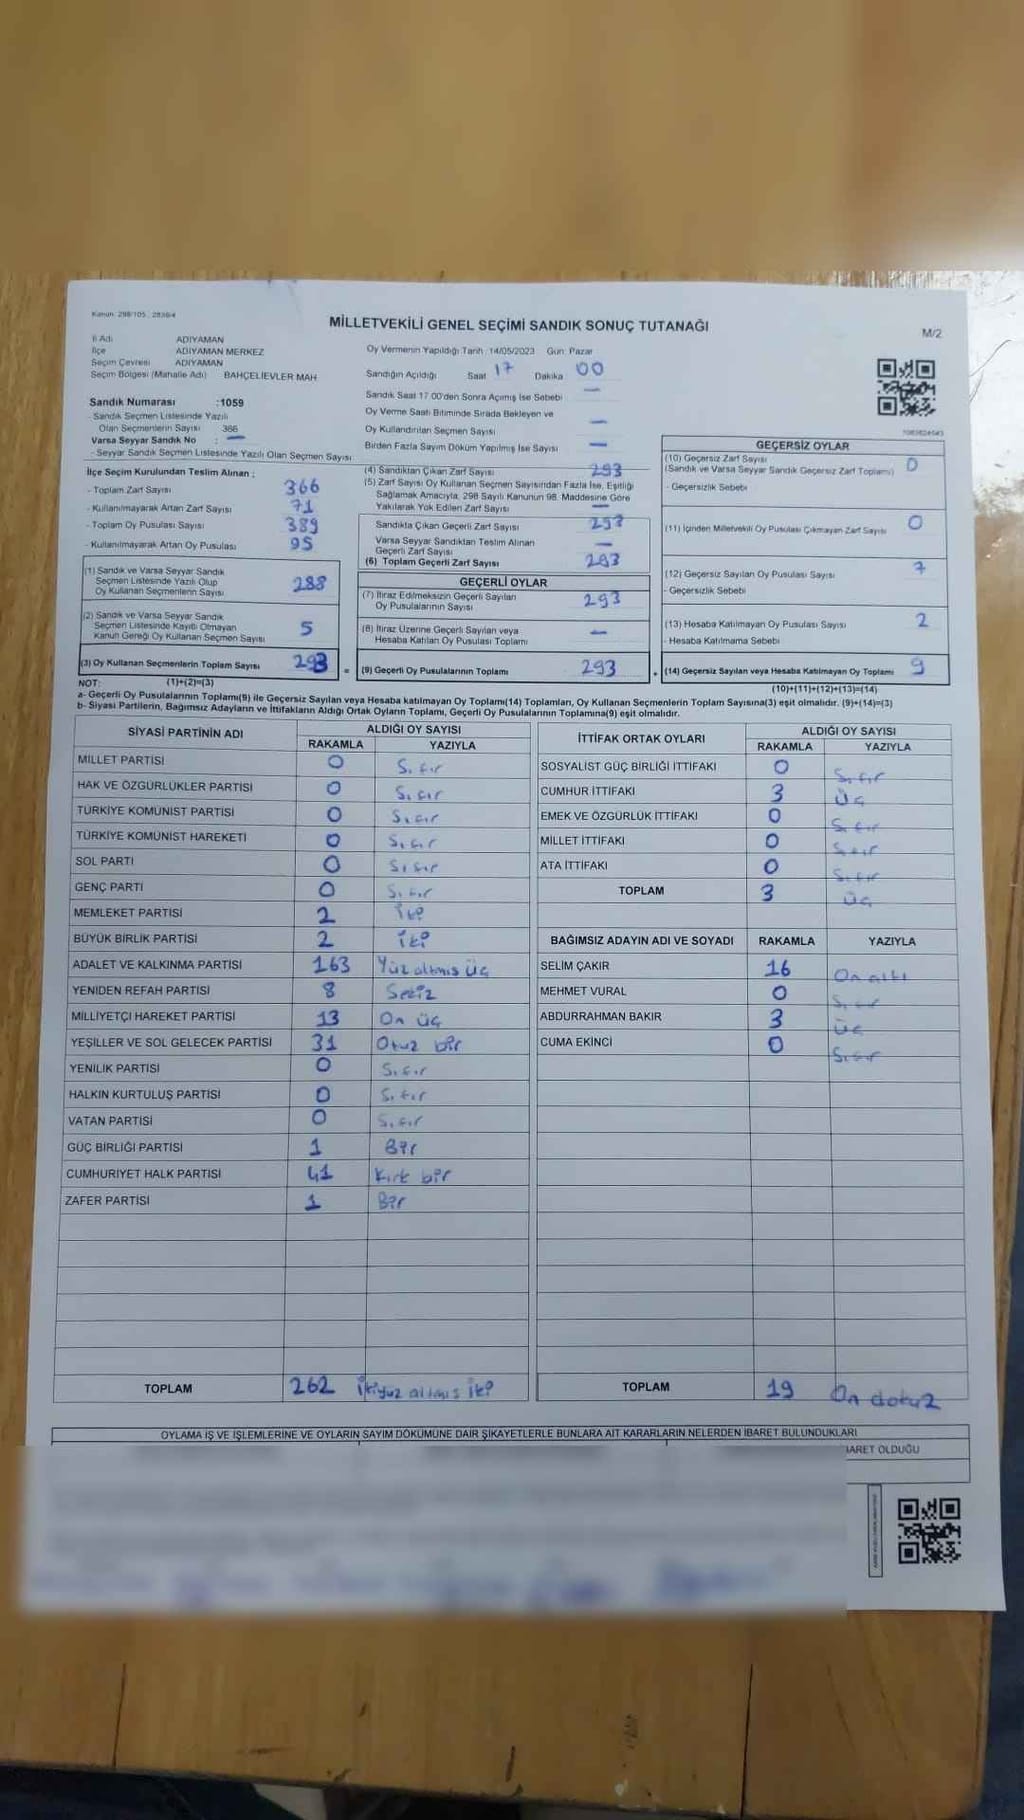 Kanun: 298/105, 2839/4
MİLLETVEKİLİ GENEL SEÇİMİ SANDIK SONUÇ TUTANAĞI
M/2
İl Adı ADIYAMAN
İlçe ADIYAMAN MERKEZ
Seçim Çevresi ADIYAMAN
Seçim Bölgesi (Mahalle Adı) BAHÇELİEVLER MAH
Oy Vermenin Yapıldığı Tarih :14/05/2023 Gün: Pazar
Sandığın Açıldığı Saat 17 Dakika 00
Sandık Saat 17.00'den Sonra Açımış İse Sebebi —
Oy Verme Saati Bitiminde Sırada Bekleyen ve
Oy Kullandırılan Seçmen Sayısı —
Birden Fazla Sayım Döküm Yapılmış İse Sayısı —
Sandık Numarası :1059
- Sandık Seçmen Listesinde Yazılı
Olan Seçmenlerin Sayısı 366
Varsa Seyyar Sandık No : —
- Seyyar Sandık Seçmen Listesinde Yazılı Olan Seçmen Sayısı
İlçe Seçim Kurulundan Teslim Alınan ;
- Toplam Zarf Sayısı 366
- Kullanılmayarak Artan Zarf Sayısı 71
- Toplam Oy Pusulası Sayısı 389
- Kullanılmayarak Artan Oy Pusulası 95
(1) Sandık ve Varsa Seyyar Sandık
Seçmen Listesinde Yazılı Olup
Oy Kullanan Seçmenlerin Sayısı 288
(2) Sandık ve Varsa Seyyar Sandık
Seçmen Listesinde Kayıtlı Olmayan
Kanun Gereği Oy Kullanan Seçmen Sayısı 5
(3) Oy Kullanan Seçmenlerin Toplam Sayısı 293
(1)+(2)=(3)
(4) Sandıktan Çıkan Zarf Sayısı 293
(5) Zarf Sayısı Oy Kullanan Seçmen Sayısından Fazla İse, Eşitliği
Sağlamak Amacıyla, 298 Sayılı Kanunun 98. Maddesine Göre
Yakılarak Yok Edilen Zarf Sayısı —
Sandıkta Çıkan Geçerli Zarf Sayısı 293
Varsa Seyyar Sandıktan Teslim Alınan
Geçerli Zarf Sayısı —
(6) Toplam Geçerli Zarf Sayısı 293
GEÇERLİ OYLAR
(7) İtiraz Edilmeksizin Geçerli Sayılan
Oy Pusulalarının Sayısı 293
(8) İtiraz Üzerine Geçerli Sayılan veya
Hesaba Katılan Oy Pusulası Toplamı —
= (9) Geçerli Oy Pusulalarının Toplamı 293
GEÇERSİZ OYLAR
(10) Geçersiz Zarf Sayısı
(Sandık ve Varsa Seyyar Sandık Geçersiz Zarf Toplamı) 0
- Geçersizlik Sebebi
(11) İçinden Milletvekili Oy Pusulası Çıkmayan Zarf Sayısı 0
(12) Geçersiz Sayılan Oy Pusulası Sayısı 7
- Geçersizlik Sebebi
(13) Hesaba Katılmayan Oy Pusulası Sayısı 2
- Hesaba Katılmama Sebebi
+ (14) Geçersiz Sayılan veya Hesaba Katılmayan Oy Toplamı 9
(10)+(11)+(12)+(13)=(14)
NOT:
a- Geçerli Oy Pusulalarının Toplamı(9) ile Geçersiz Sayılan veya Hesaba katılmayan Oy Toplamı(14) Toplamları, Oy Kullanan Seçmenlerin Toplam Sayısına(3) eşit olmalıdır. (9)+(14)=(3)
b- Siyasi Partilerin, Bağımsız Adayların ve İttifakların Aldığı Ortak Oyların Toplamı, Geçerli Oy Pusulalarının Toplamına(9) eşit olmalıdır.
SİYASİ PARTİNİN ADI ALDIĞI OY SAYISI
RAKAMLA YAZIYLA
MİLLET PARTİSİ 0 Sıfır
HAK VE ÖZGÜRLÜKLER PARTİSİ 0 Sıfır
TÜRKİYE KOMÜNİST PARTİSİ 0 Sıfır
TÜRKİYE KOMÜNİST HAREKETİ 0 Sıfır
SOL PARTİ 0 Sıfır
GENÇ PARTİ 0 Sıfır
MEMLEKET PARTİSİ 2 İki
BÜYÜK BİRLİK PARTİSİ 2 İki
ADALET VE KALKINMA PARTİSİ 163 Yüz altmış üç
YENİDEN REFAH PARTİSİ 8 Sekiz
MİLLİYETÇİ HAREKET PARTİSİ 13 On üç
YEŞİLLER VE SOL GELECEK PARTİSİ 31 Otuz bir
YENİLİK PARTİSİ 0 Sıfır
HALKIN KURTULUŞ PARTİSİ 0 Sıfır
VATAN PARTİSİ 0 Sıfır
GÜÇ BİRLİĞİ PARTİSİ 1 Bir
CUMHURİYET HALK PARTİSİ 41 Kırk bir
ZAFER PARTİSİ 1 Bir
TOPLAM 262 İkiyüz altmış iki
İTTİFAK ORTAK OYLARI ALDIĞI OY SAYISI
RAKAMLA YAZIYLA
SOSYALİST GÜÇ BİRLİĞİ İTTİFAKI 0 Sıfır
CUMHUR İTTİFAKI 3 Üç
EMEK VE ÖZGÜRLÜK İTTİFAKI 0 Sıfır
MİLLET İTTİFAKI 0 Sıfır
ATA İTTİFAKI 0 Sıfır
TOPLAM 3 Üç
BAĞIMSIZ ADAYIN ADI VE SOYADI RAKAMLA YAZIYLA
SELİM ÇAKIR 16 On altı
MEHMET VURAL 0 Sıfır
ABDURRAHMAN BAKIR 3 Üç
CUMA EKİNCİ 0 Sıfır
TOPLAM 19 On dokuz
OYLAMA İŞ VE İŞLEMLERİNE VE OYLARIN SAYIM DÖKÜMÜNE DAİR ŞİKAYETLERLE BUNLARA AİT KARARLARIN NELERDEN İBARET BULUNDUKLARI
OLDUĞU